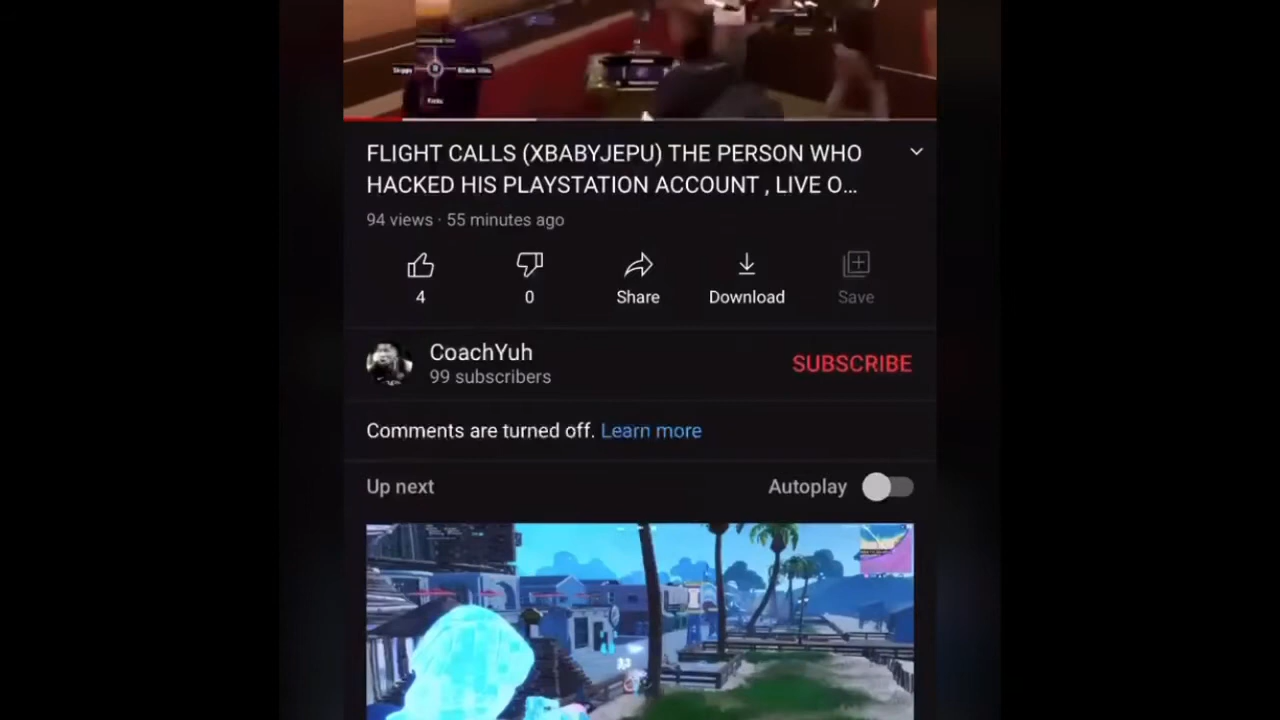 FLIGHT CALLS (XBABYJEPU) THE PERSON WHO
HACKED HIS PLAYSTATION ACCOUNT , LIVE O...
94 views · 55 minutes ago
4
0
Share
Download
Save
CoachYuh
99 subscribers
SUBSCRIBE
Comments are turned off. Learn more
Up next
Autoplay